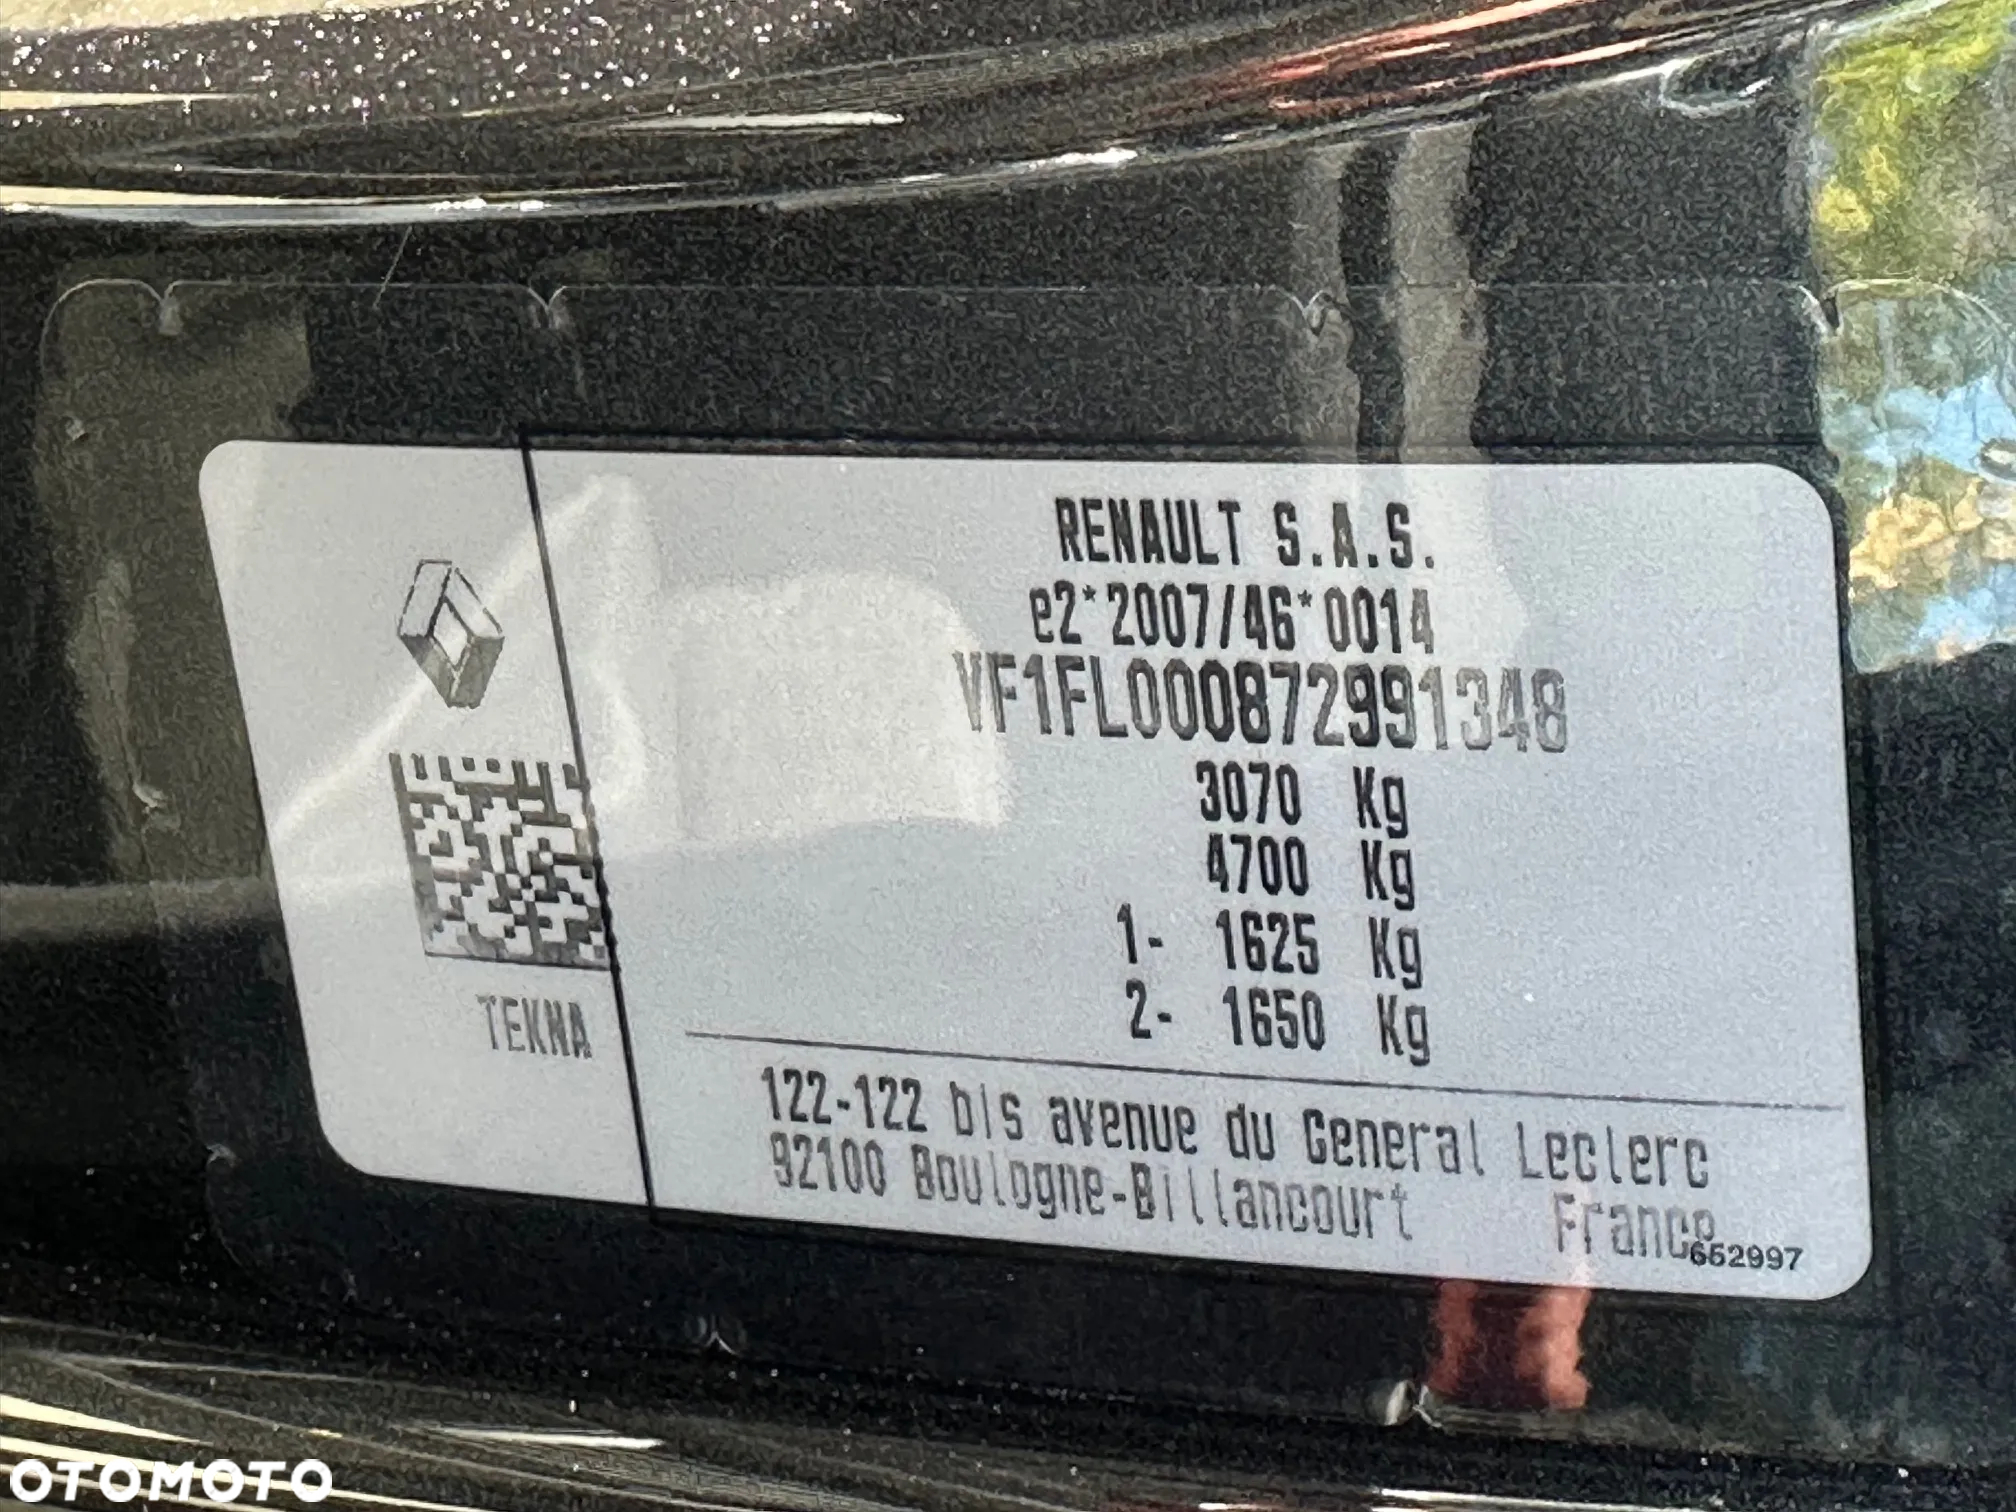 RENAULT S.A.S.
e2*2007/46*0014
VF1FL000872991348
3070 Kg
4700 Kg
1- 1625 Kg
2- 1650 Kg
TEKNA
122-122 bis avenue du General Leclerc
92100 Boulogne-Billancourt France
652997
OTOMOTO